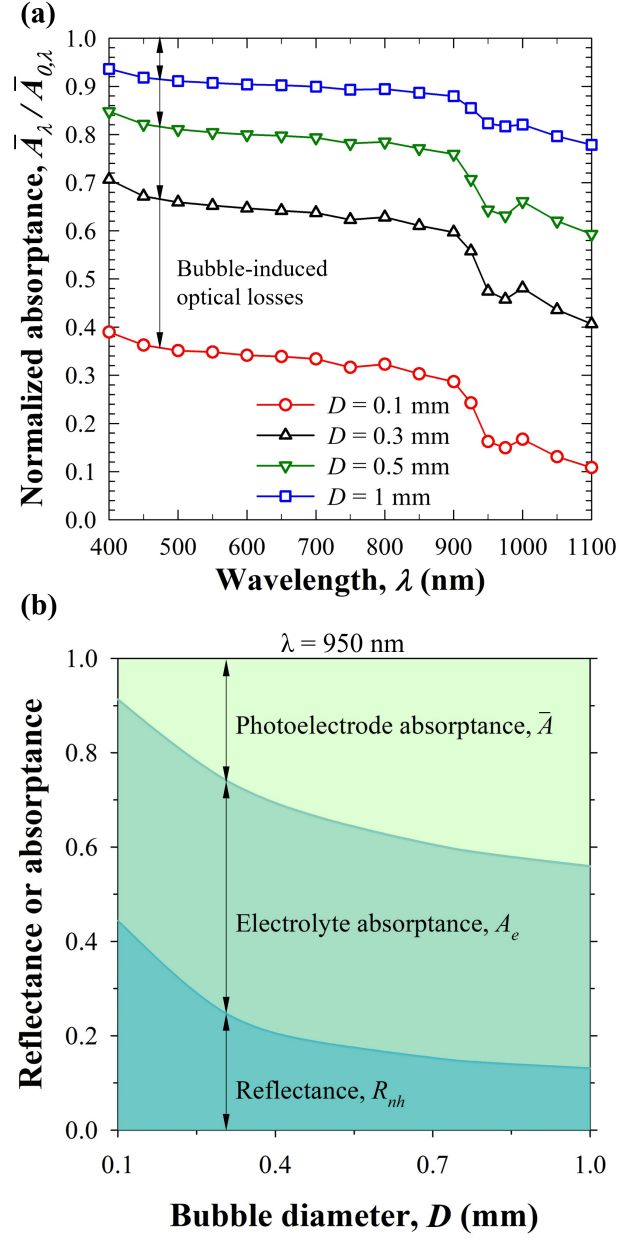 (a)
Normalized absorptance, A̅λ / A̅0,λ
1.0
0.9
0.8
0.7
0.6
0.5
0.4
0.3
0.2
0.1
0.0
Bubble-induced
optical losses
D = 0.1 mm
D = 0.3 mm
D = 0.5 mm
D = 1 mm
400 500 600 700 800 900 1000 1100
Wavelength, λ (nm)
(b)
λ = 950 nm
Reflectance or absorptance
1.0
0.8
0.6
0.4
0.2
0.0
Photoelectrode absorptance, A̅
Electrolyte absorptance, Ae
Reflectance, Rnh
0.1 0.4 0.7 1.0
Bubble diameter, D (mm)